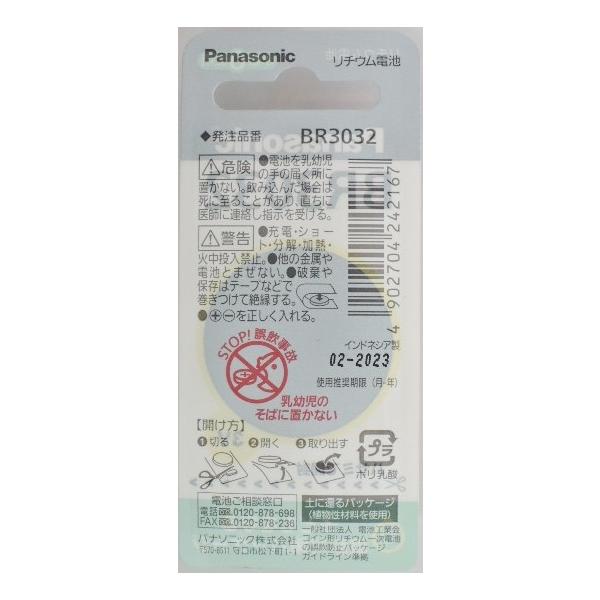 Panasonic
リチウム電池
◆発注品番 BR3032
⚠危険 ●電池を乳幼児
の手の届く所に
置かない。飲み込んだ場合は
死に至ることがあり、直ちに
医師に連絡し指示を受ける。
⚠警告 ●充電・ショー
ト・分解・加熱・
火中投入禁止。●他の金属や
電池とまぜない。●破棄や
保存はテープなどで
巻きつけて絶縁する。
●⊕⊖を正しく入れる。
4 902704 242167
インドネシア製
02-2023
使用推奨期限(月-年)
STOP!誤飲事故
乳幼児の
そばに置かない
【開け方】
❶切る ❷開く ❸取り出す
プラ
ポリ乳酸
電池ご相談窓口
電話 0120-878-698
FAX 0120-878-236
パナソニック株式会社
〒570-8511 守口市松下町1-1
土に還るパッケージ
(植物性材料を使用)
一般社団法人 電池工業会
コイン形リチウム一次電池
の誤飲防止パッケージ
ガイドライン準拠